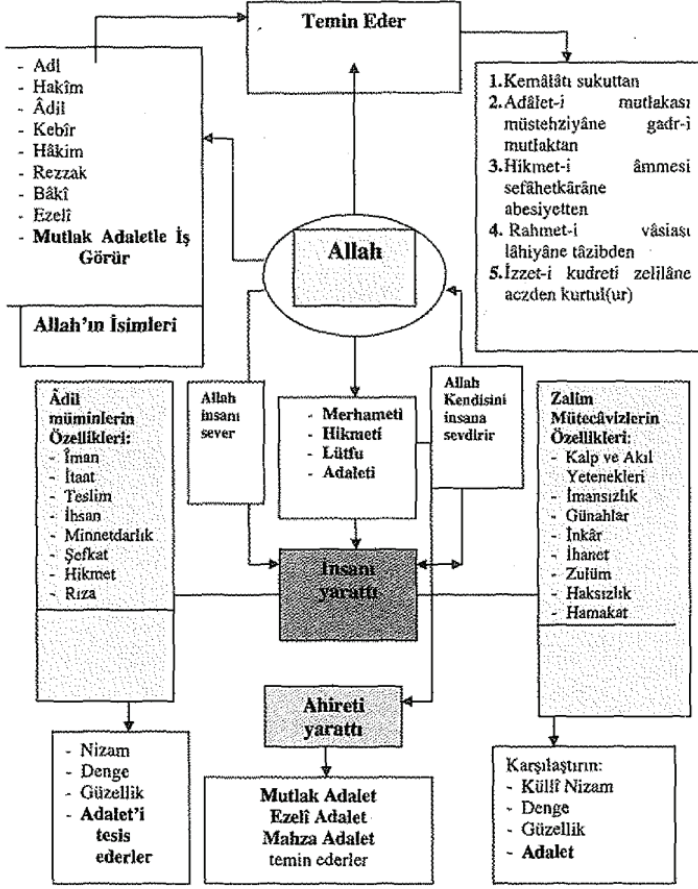 Temin Eder
- Adl
- Hakîm
- Âdil
- Kebîr
- Hâkim
- Rezzak
- Bâkî
- Ezelî
- Mutlak Adaletle İş
Görür
Allah'ın İsimleri
1.Kemâlâtı sukuttan
2.Adâlet-i mutlakası
müstehziyâne gadr-i
mutlaktan
3.Hikmet-i âmmesi
sefâhetkârâne
abesiyetten
4. Rahmet-i vâsiası
lâhiyâne tâzibden
5.İzzet-i kudreti zelîlâne
aczden kurtul(ur)
Allah
Allah
insanı
sever
- Merhameti
- Hikmeti
- Lütfu
- Adaleti
Allah
Kendisini
insana
sevdirir
Âdil
müminlerin
Özellikleri:
- Îman
- İtaat
- Teslim
- İhsan
- Minnetdarlık
- Şefkat
- Hikmet
- Rıza
Zalim
Mütecâvizlerin
Özellikleri:
- Kalp ve Akıl
Yetenekleri
- İmansızlık
- Günahlar
- İnkâr
- İhanet
- Zulüm
- Haksızlık
- Hamakat
İnsanı
yarattı
Ahireti
yarattı
- Nizam
- Denge
- Güzellik
- Adalet'i
tesis
ederler
Mutlak Adalet
Ezelî Adalet
Mahza Adalet
temin ederler
Karşılaştırın:
- Küllî Nizam
- Denge
- Güzellik
- Adalet